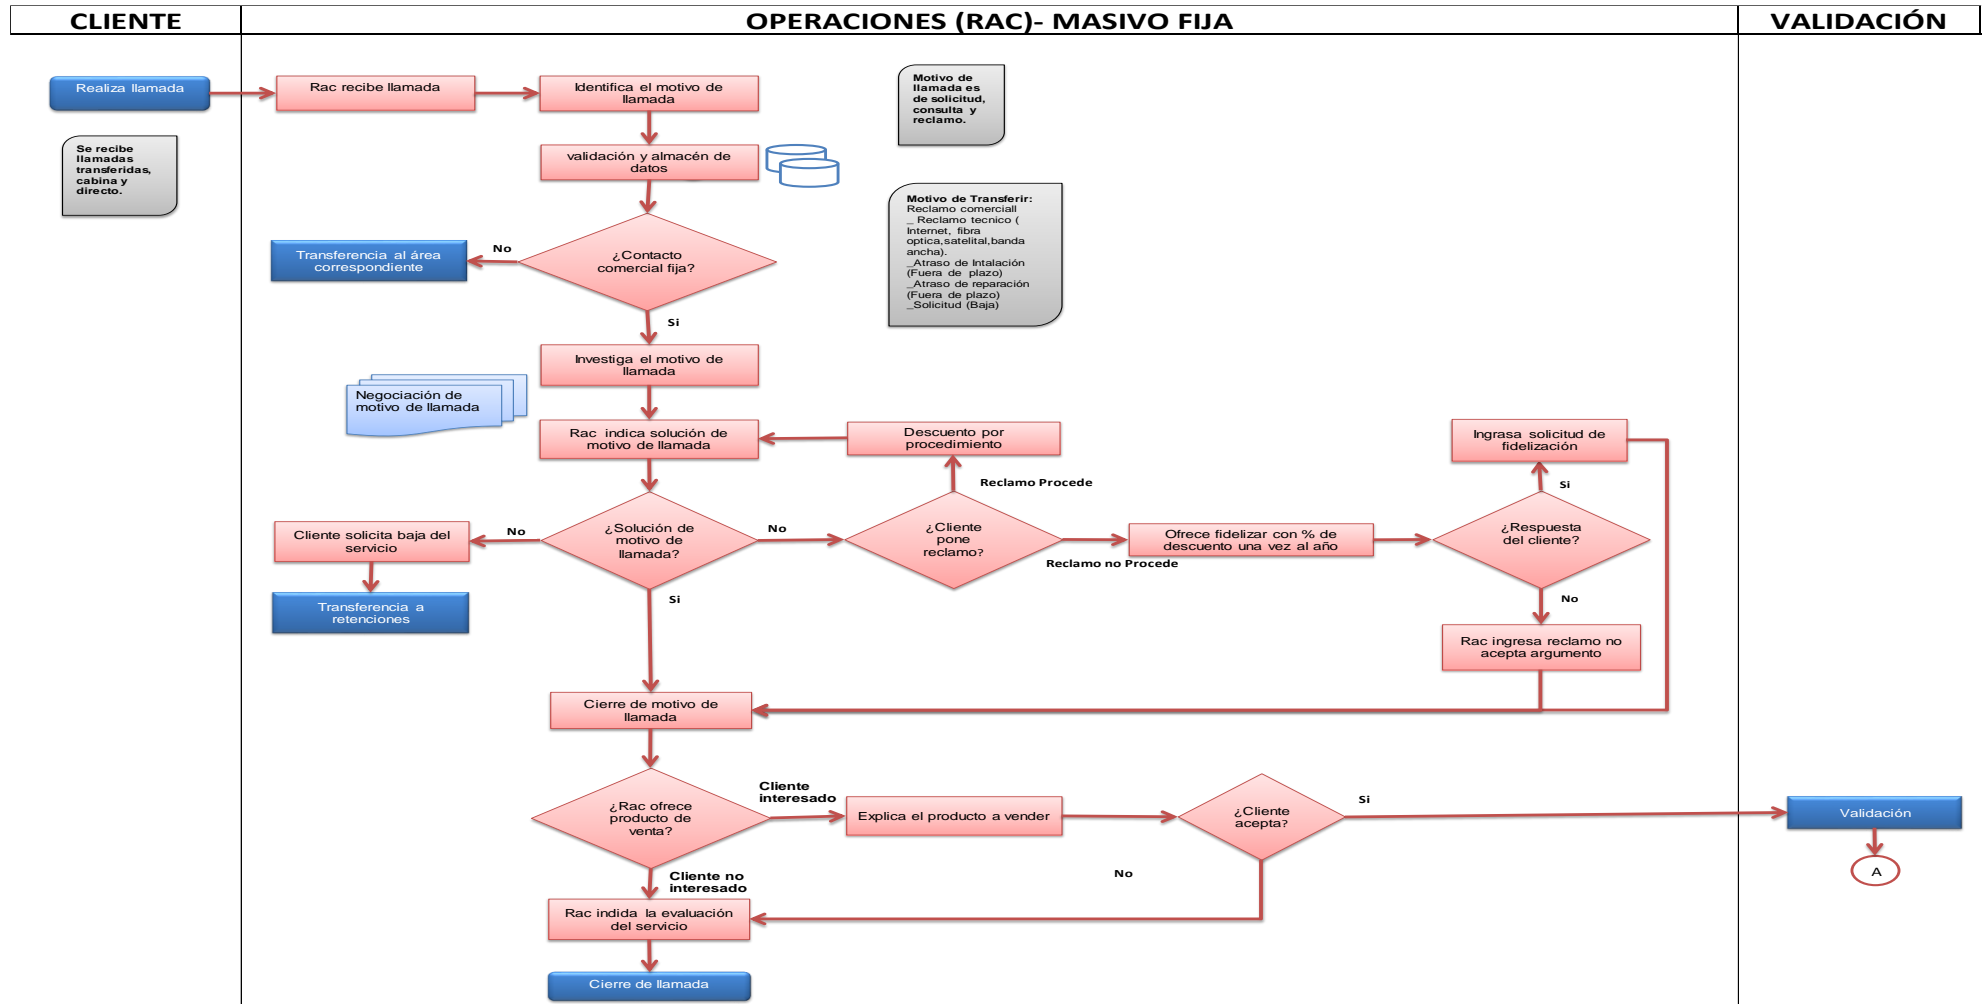 CLIENTE
OPERACIONES (RAC)- MASIVO FIJA
VALIDACIÓN
Realiza llamada
Rac recibe llamada
Identifica el motivo de
llamada
Motivo de
llamada es
de solicitud,
consulta y
reclamo.
Se recibe
llamadas
transferidas,
cabina y
directo.
validación y almacén de
datos
Motivo de Transferir:
Reclamo comerciall
_ Reclamo tecnico (
Internet, fibra
optica,satelital,banda
ancha).
_Atraso de Intalación
(Fuera de plazo)
_Atraso de reparación
(Fuera de plazo)
_Solicitud (Baja)
¿Contacto
comercial fija?
No
Transferencia al área
correspondiente
Si
Investiga el motivo de
llamada
Negociación de
motivo de llamada
Rac indica solución de
motivo de llamada
Descuento por
procedimiento
Ingrasa solicitud de
fidelización
Reclamo Procede
Si
Cliente solicita baja del
servicio
No
¿Solución de
motivo de
llamada?
No
¿Cliente
pone
reclamo?
Ofrece fidelizar con % de
descuento una vez al año
¿Respuesta
del cliente?
Reclamo no Procede
Transferencia a
retenciones
Si
No
Rac ingresa reclamo no
acepta argumento
Cierre de motivo de
llamada
¿Rac ofrece
producto de
venta?
Cliente
interesado
Explica el producto a vender
¿Cliente
acepta?
Si
Validación
A
Cliente no
interesado
No
Rac indida la evaluación
del servicio
Cierre de llamada